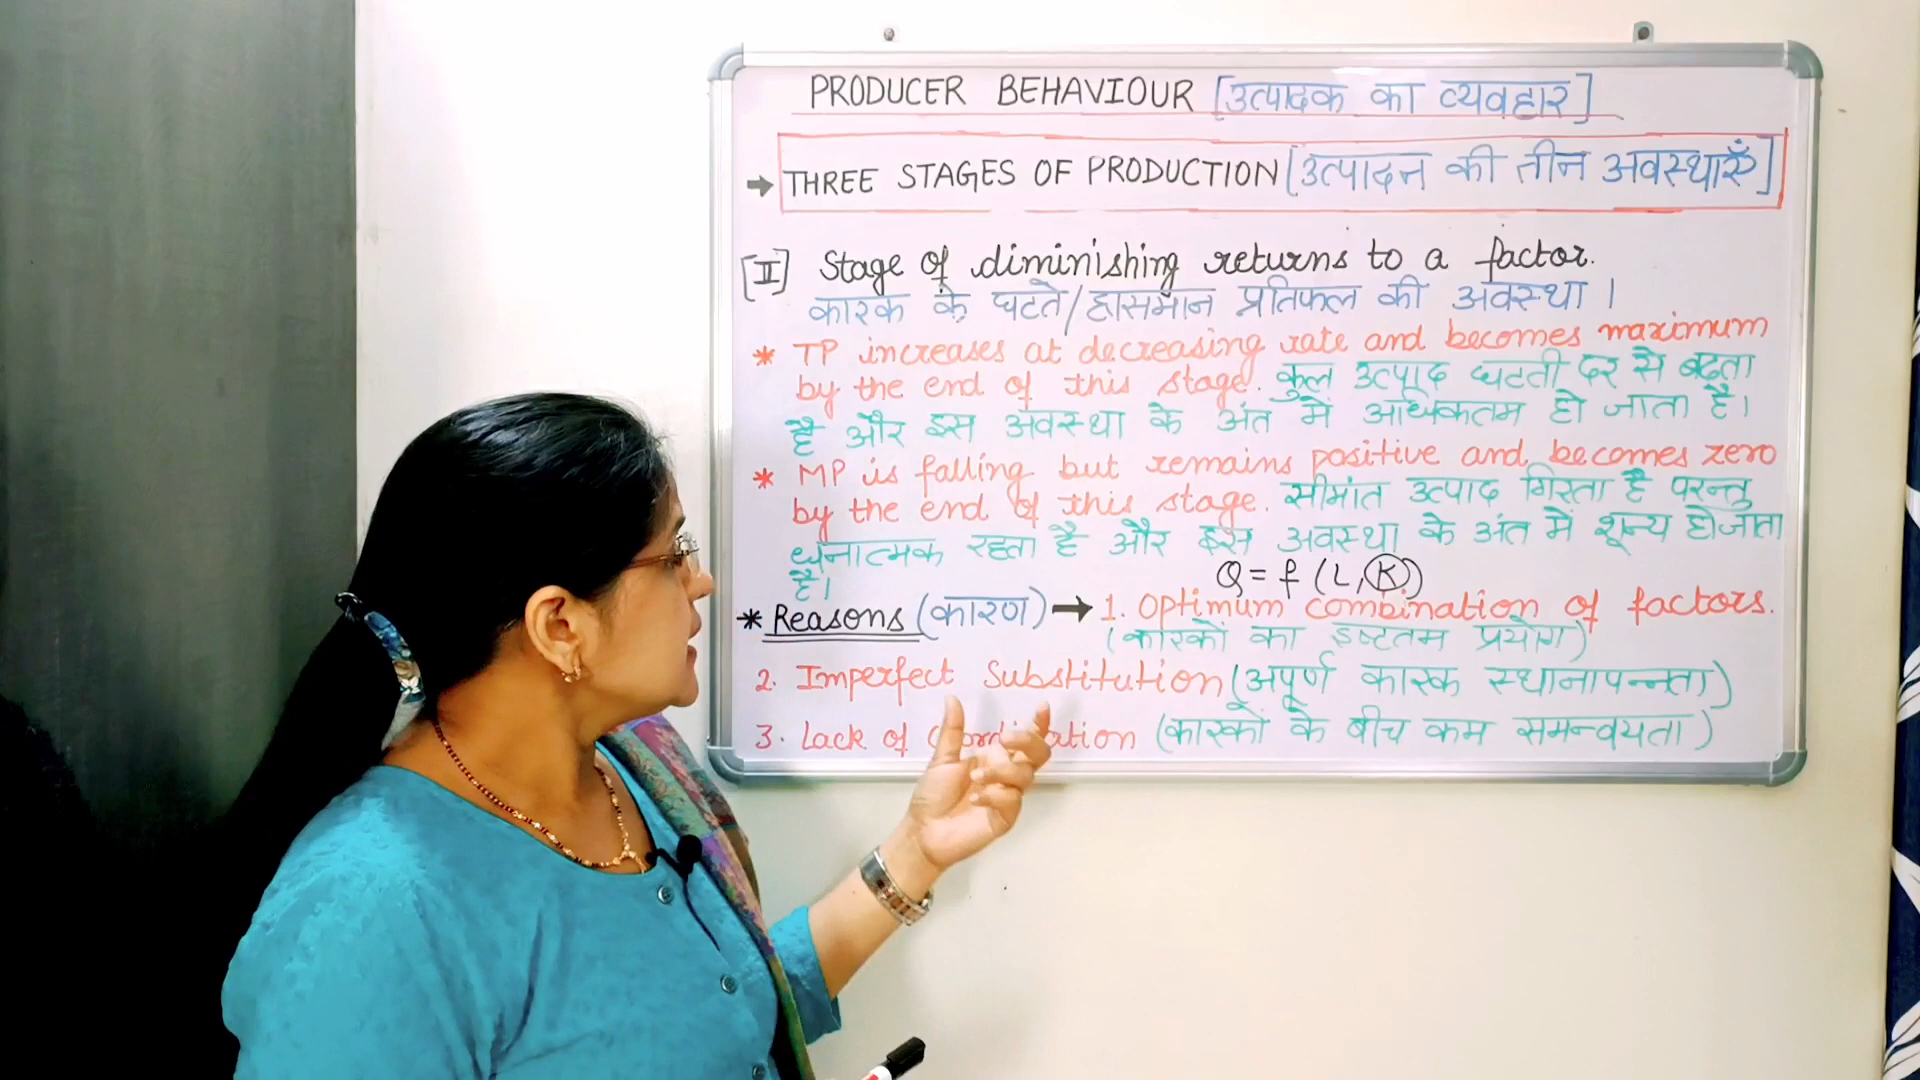 PRODUCER BEHAVIOUR [उत्पादक का व्यवहार]
→ THREE STAGES OF PRODUCTION [उत्पादन की तीन अवस्थाएँ]
[II] Stage of diminishing returns to a factor.
कारक के घटते/हासमान प्रतिफल की अवस्था ।
* TP increases at decreasing rate and becomes maximum
by the end of this stage. कुल उत्पाद घटती दर से बढ़ता
है और इस अवस्था के अंत में अधिकतम हो जाता है।
* MP is falling but remains positive and becomes zero
by the end of this stage. सीमांत उत्पाद गिरता है परन्तु
धनात्मक रहता है और इस अवस्था के अंत में शून्य हो जाता
है।
Q = f (L, K)
* Reasons (कारण) → 1. Optimum combination of factors.
(कारकों का इष्टतम प्रयोग)
2. Imperfect Substitution (अपूर्ण कारक स्थानापन्नता)
3. Lack of (कारकों के बीच कम समन्वयता)